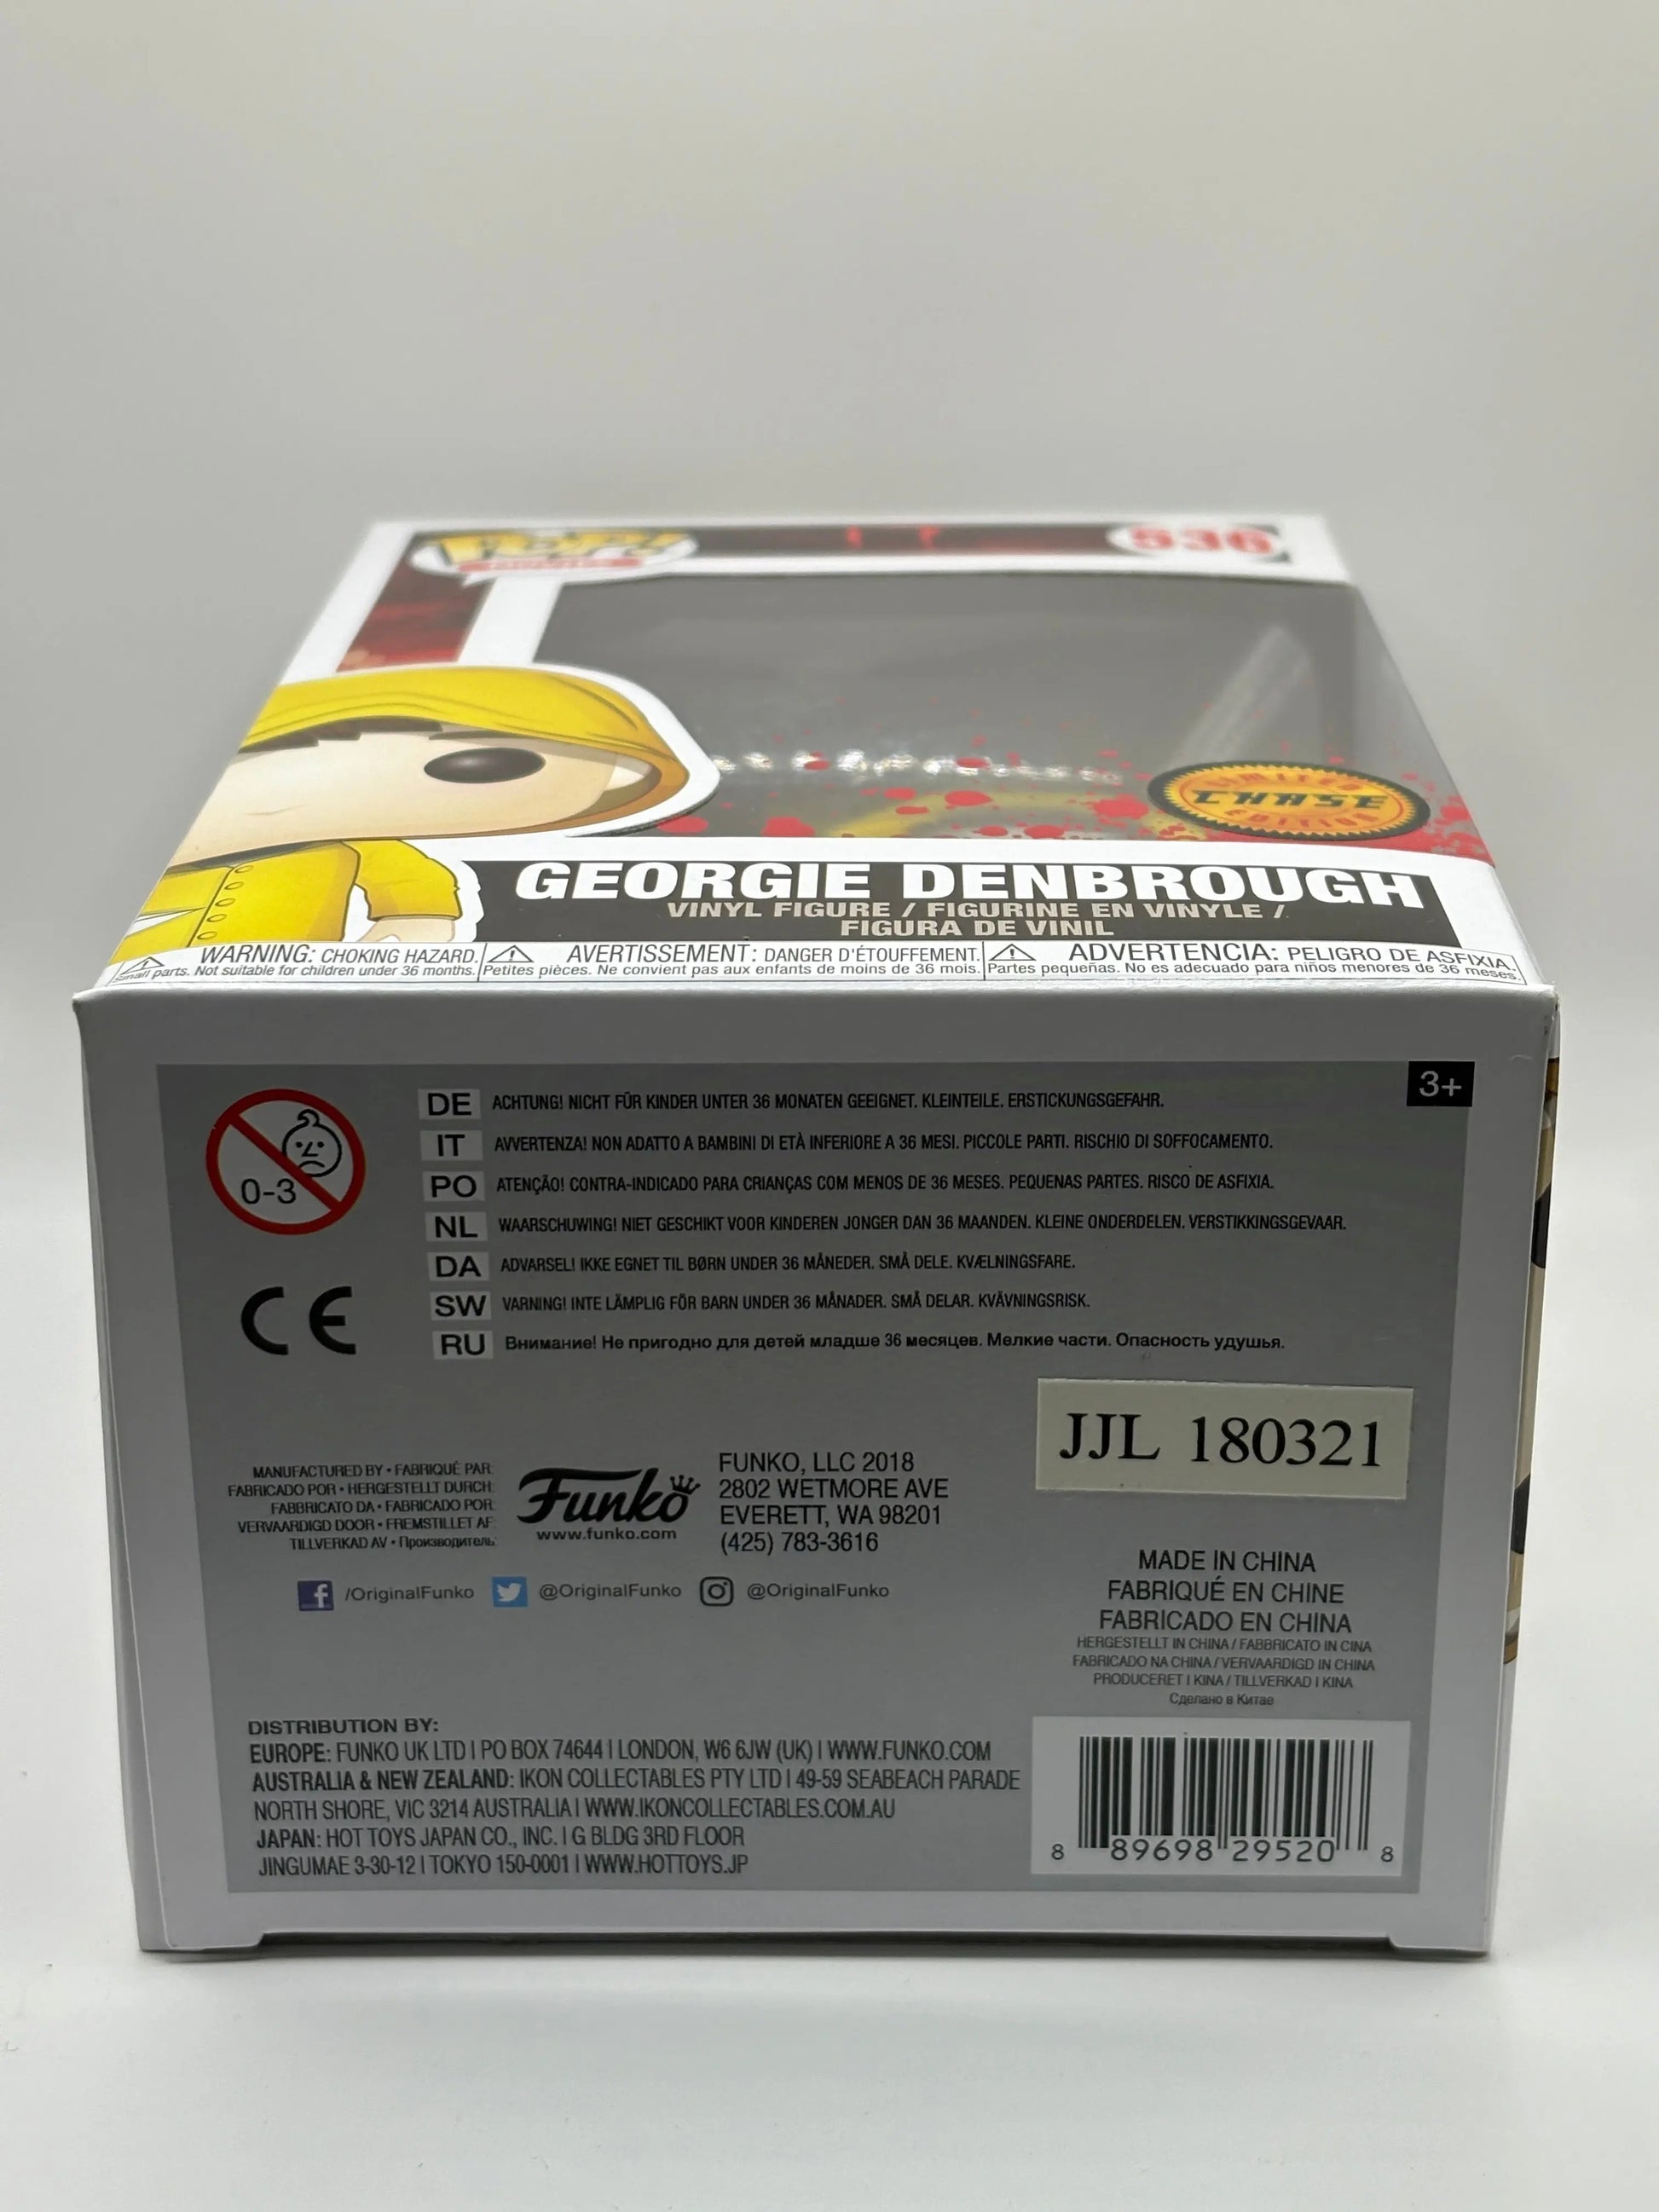 POP!
536
LIMITED
CHASE
EDITION
GEORGIE DENBROUGH
VINYL FIGURE / FIGURINE EN VINYLE /
FIGURA DE VINIL
WARNING: CHOKING HAZARD.
Small parts. Not suitable for children under 36 months.
AVERTISSEMENT: DANGER D'ÉTOUFFEMENT.
Petites pièces. Ne convient pas aux enfants de moins de 36 mois.
ADVERTENCIA: PELIGRO DE ASFIXIA.
Partes pequeñas. No es adecuado para niños menores de 36 meses.
3+
0-3
DE ACHTUNG! NICHT FÜR KINDER UNTER 36 MONATEN GEEIGNET. KLEINTEILE. ERSTICKUNGSGEFAHR.
IT AVVERTENZA! NON ADATTO A BAMBINI DI ETÀ INFERIORE A 36 MESI. PICCOLE PARTI. RISCHIO DI SOFFOCAMENTO.
PO ATENÇÃO! CONTRA-INDICADO PARA CRIANÇAS COM MENOS DE 36 MESES. PEQUENAS PARTES. RISCO DE ASFIXIA.
NL WAARSCHUWING! NIET GESCHIKT VOOR KINDEREN JONGER DAN 36 MAANDEN. KLEINE ONDERDELEN. VERSTIKKINGSGEVAAR.
DA ADVARSEL! IKKE EGNET TIL BØRN UNDER 36 MÅNEDER. SMÅ DELE. KVÆLNINGSFARE.
SW VARNING! INTE LÄMPLIG FÖR BARN UNDER 36 MÅNADER. SMÅ DELAR. KVÄVNINGSRISK.
RU Внимание! Не пригодно для детей младше 36 месяцев. Мелкие части. Опасность удушья.
CE
JJL 180321
MANUFACTURED BY • FABRIQUÉ PAR:
FABRICADO POR • HERGESTELLT DURCH:
FABBRICATO DA • FABRICADO POR:
VERVAARDIGD DOOR • FREMSTILLET AF:
TILLVERKAD AV • Производитель:
Funko
www.funko.com
FUNKO, LLC 2018
2802 WETMORE AVE
EVERETT, WA 98201
(425) 783-3616
/OriginalFunko @OriginalFunko @OriginalFunko
MADE IN CHINA
FABRIQUÉ EN CHINE
FABRICADO EN CHINA
HERGESTELLT IN CHINA / FABBRICATO IN CINA
FABRICADO NA CHINA / VERVAARDIGD IN CHINA
PRODUCERET I KINA / TILLVERKAD I KINA
Сделано в Китае
DISTRIBUTION BY:
EUROPE: FUNKO UK LTD | PO BOX 74644 | LONDON, W6 6JW (UK) | WWW.FUNKO.COM
AUSTRALIA & NEW ZEALAND: IKON COLLECTABLES PTY LTD | 49-59 SEABEACH PARADE
NORTH SHORE, VIC 3214 AUSTRALIA | WWW.IKONCOLLECTABLES.COM.AU
JAPAN: HOT TOYS JAPAN CO., INC. | G BLDG 3RD FLOOR
JINGUMAE 3-30-12 | TOKYO 150-0001 | WWW.HOTTOYS.JP
8 89698 29520 8